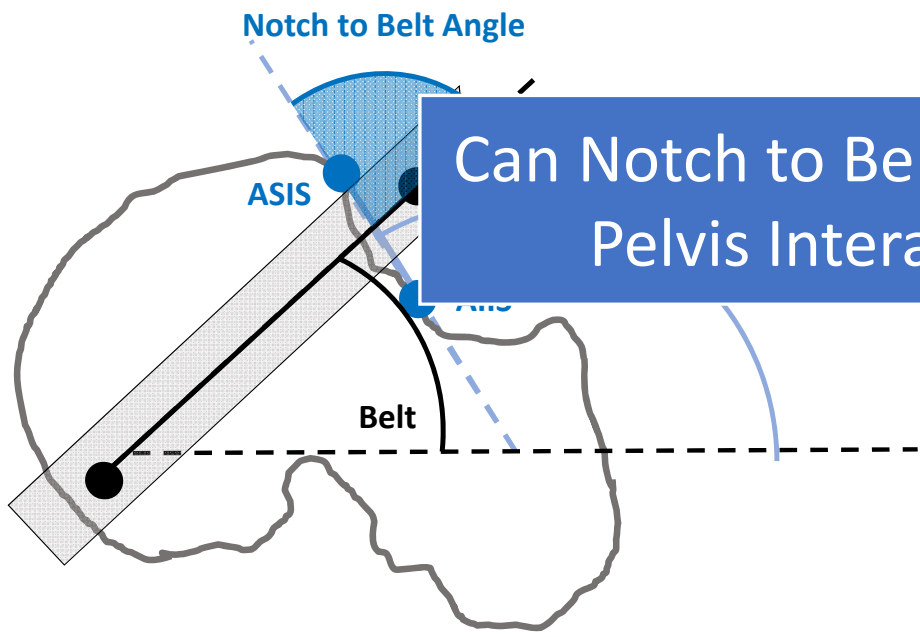 Notch to Belt Angle
ASIS
Can Notch to Be
Pelvis Intera
Belt